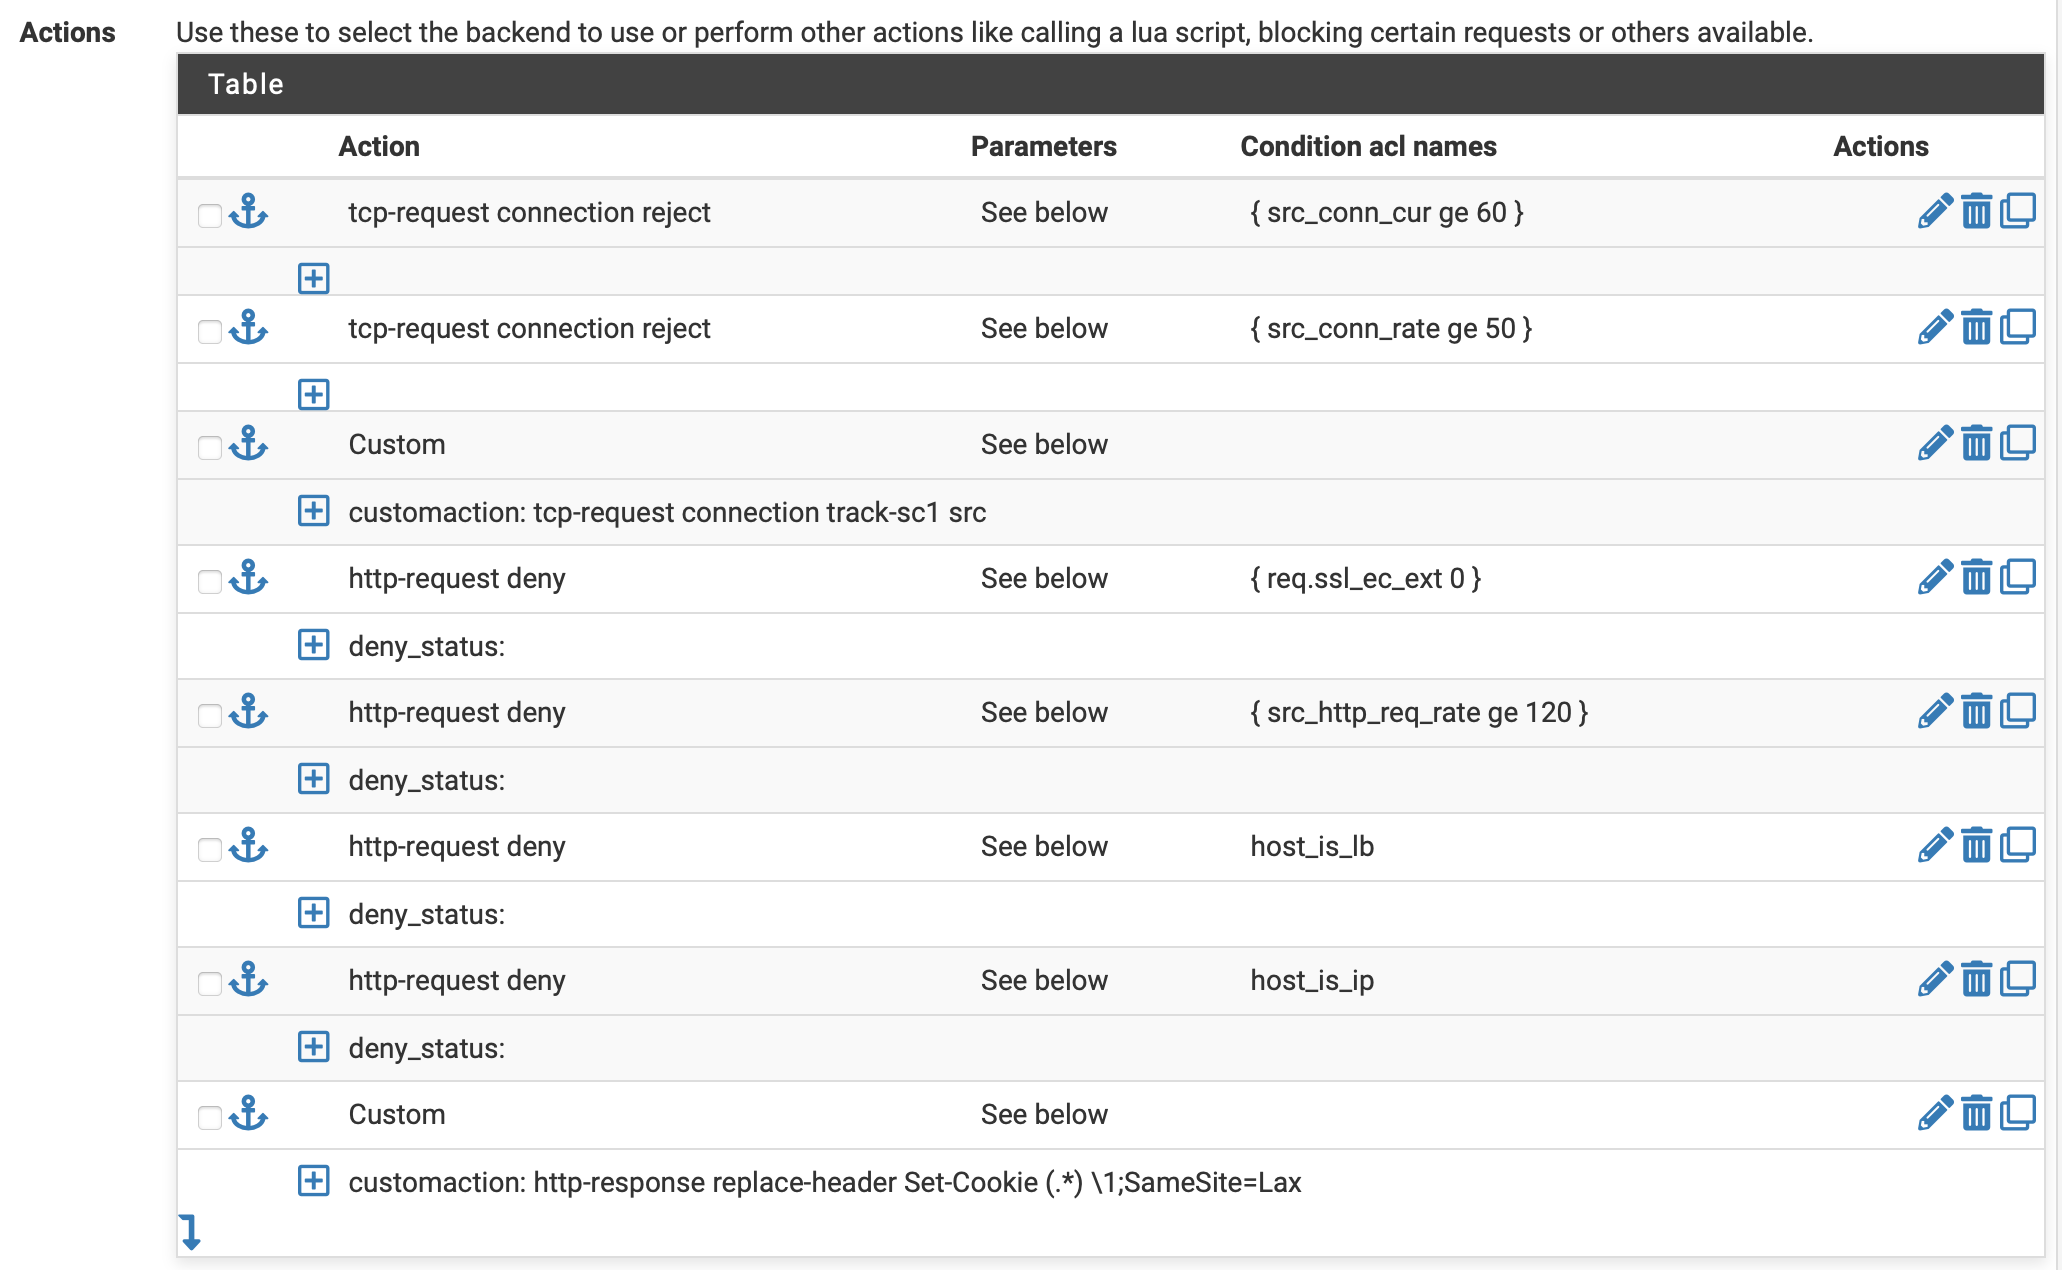 Actions Use these to select the backend to use or perform other actions like calling a lua script, blocking certain requests or others available.
Table
Action Parameters Condition acl names Actions
tcp-request connection reject See below { src_conn_cur ge 60 }
tcp-request connection reject See below { src_conn_rate ge 50 }
Custom See below
customaction: tcp-request connection track-sc1 src
http-request deny See below { req.ssl_ec_ext 0 }
deny_status:
http-request deny See below { src_http_req_rate ge 120 }
deny_status:
http-request deny See below host_is_lb
deny_status:
http-request deny See below host_is_ip
deny_status:
Custom See below
customaction: http-response replace-header Set-Cookie (.*) \1;SameSite=Lax